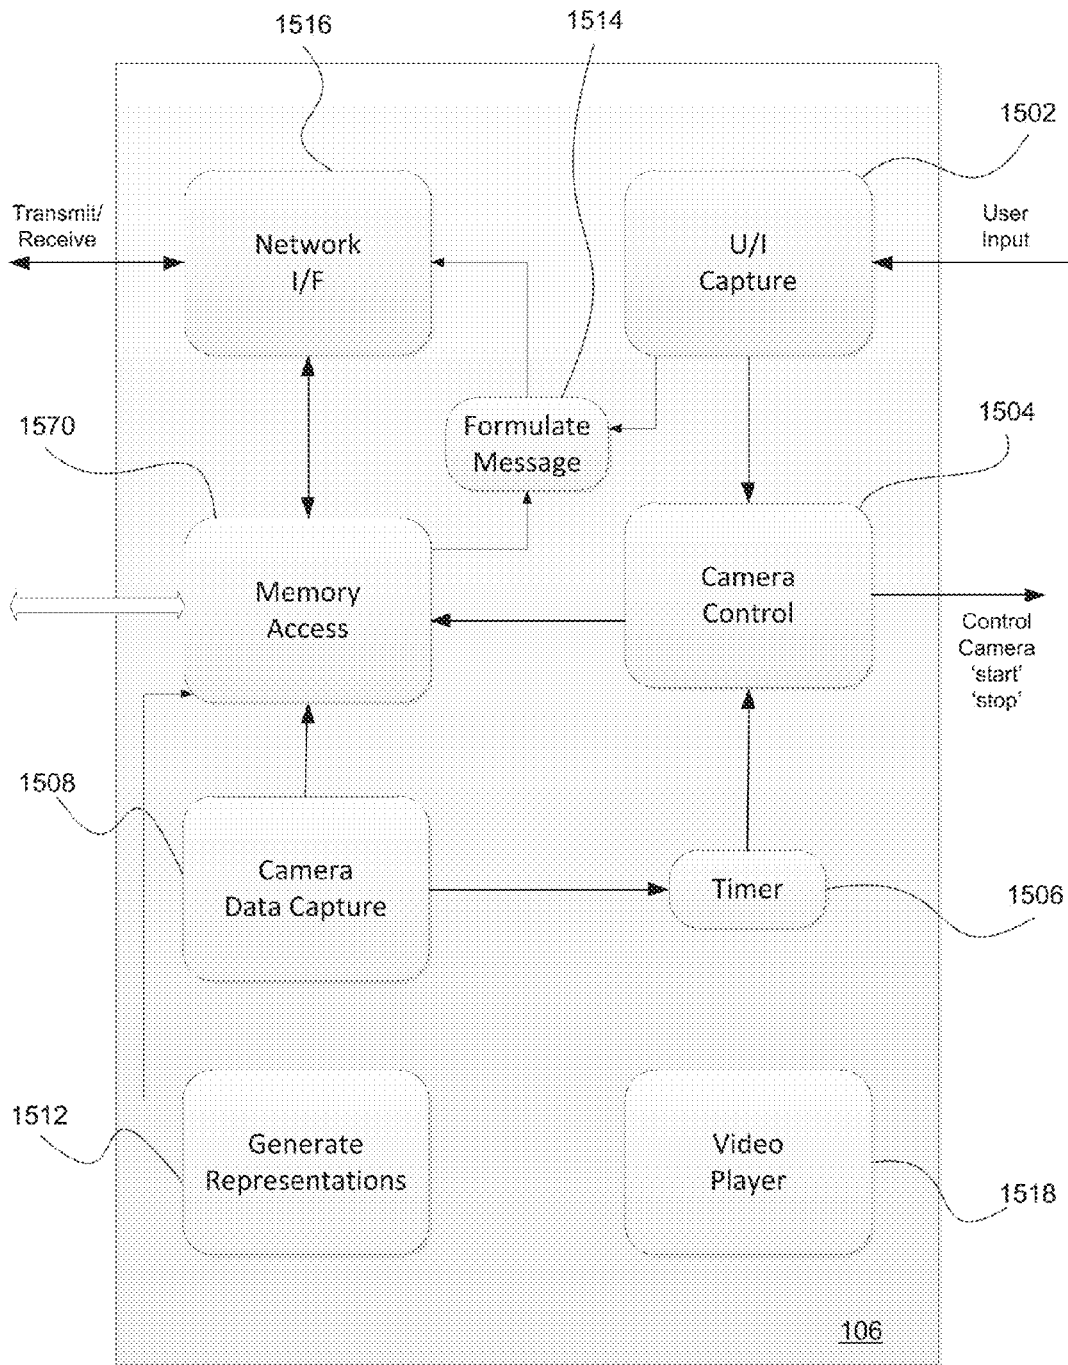 1516
1514
1502
Transmit/
Receive
Network
I/F
U/I
Capture
User
Input
1570
Formulate
Message
1504
Memory
Access
Camera
Control
Control
Camera
'start'
'stop'
1508
Camera
Data Capture
Timer
1506
1512
Generate
Representations
Video
Player
1518
106